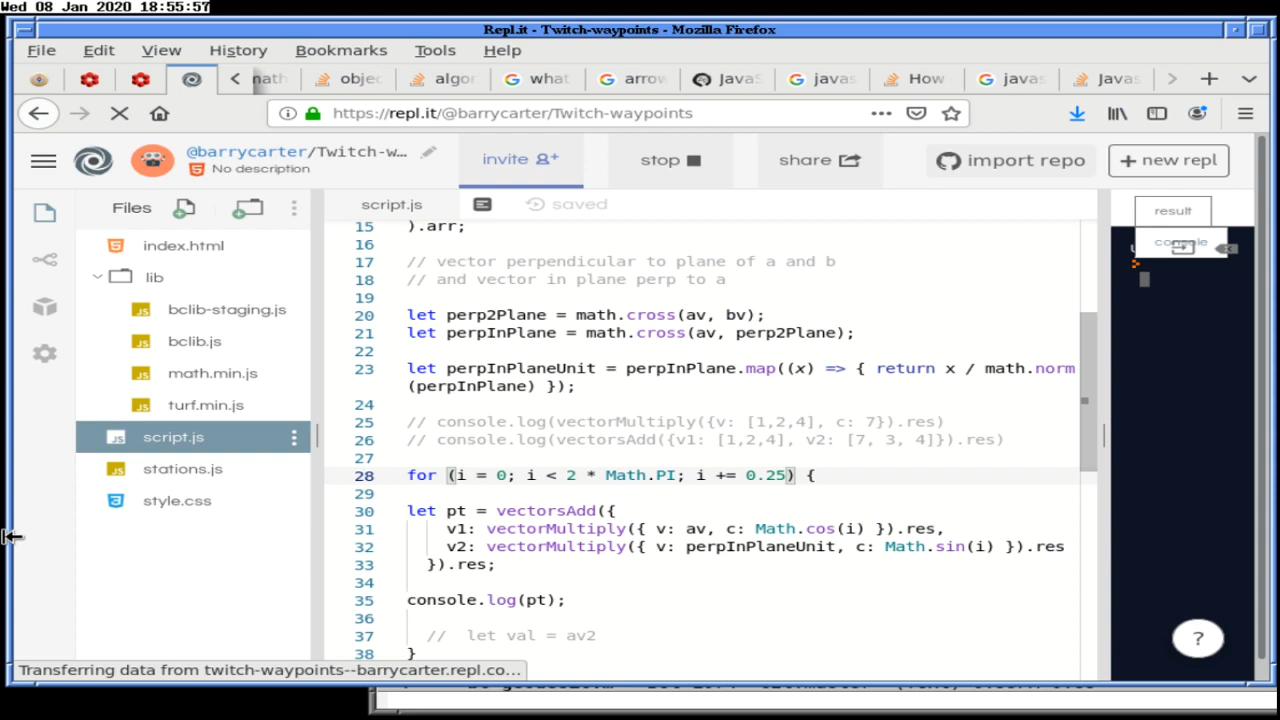 Wed 08 Jan 2020 18:55:57
Repl.it - Twitch-waypoints - Mozilla Firefox
File Edit View History Bookmarks Tools Help
math objec algor what arrow JavaS javas How javas Javas
https://repl.it/@barrycarter/Twitch-waypoints
@barrycarter/Twitch-w...
No description
invite
stop
share
import repo
+ new repl
Files
index.html
lib
bclib-staging.js
bclib.js
math.min.js
turf.min.js
script.js
stations.js
style.css
script.js
saved
15 ).arr;
16
17 // vector perpendicular to plane of a and b
18 // and vector in plane perp to a
19
20 let perp2Plane = math.cross(av, bv);
21 let perpInPlane = math.cross(av, perp2Plane);
22
23 let perpInPlaneUnit = perpInPlane.map((x) => { return x / math.norm
(perpInPlane) });
24
25 // console.log(vectorMultiply({v: [1,2,4], c: 7}).res)
26 // console.log(vectorsAdd({v1: [1,2,4], v2: [7, 3, 4]}).res)
27
28 for (i = 0; i < 2 * Math.PI; i += 0.25) {
29
30 let pt = vectorsAdd({
31 v1: vectorMultiply({ v: av, c: Math.cos(i) }).res,
32 v2: vectorMultiply({ v: perpInPlaneUnit, c: Math.sin(i) }).res
33 }).res;
34
35 console.log(pt);
36
37 // let val = av2
38 }
result
console
>
?
Transferring data from twitch-waypoints--barrycarter.repl.co...